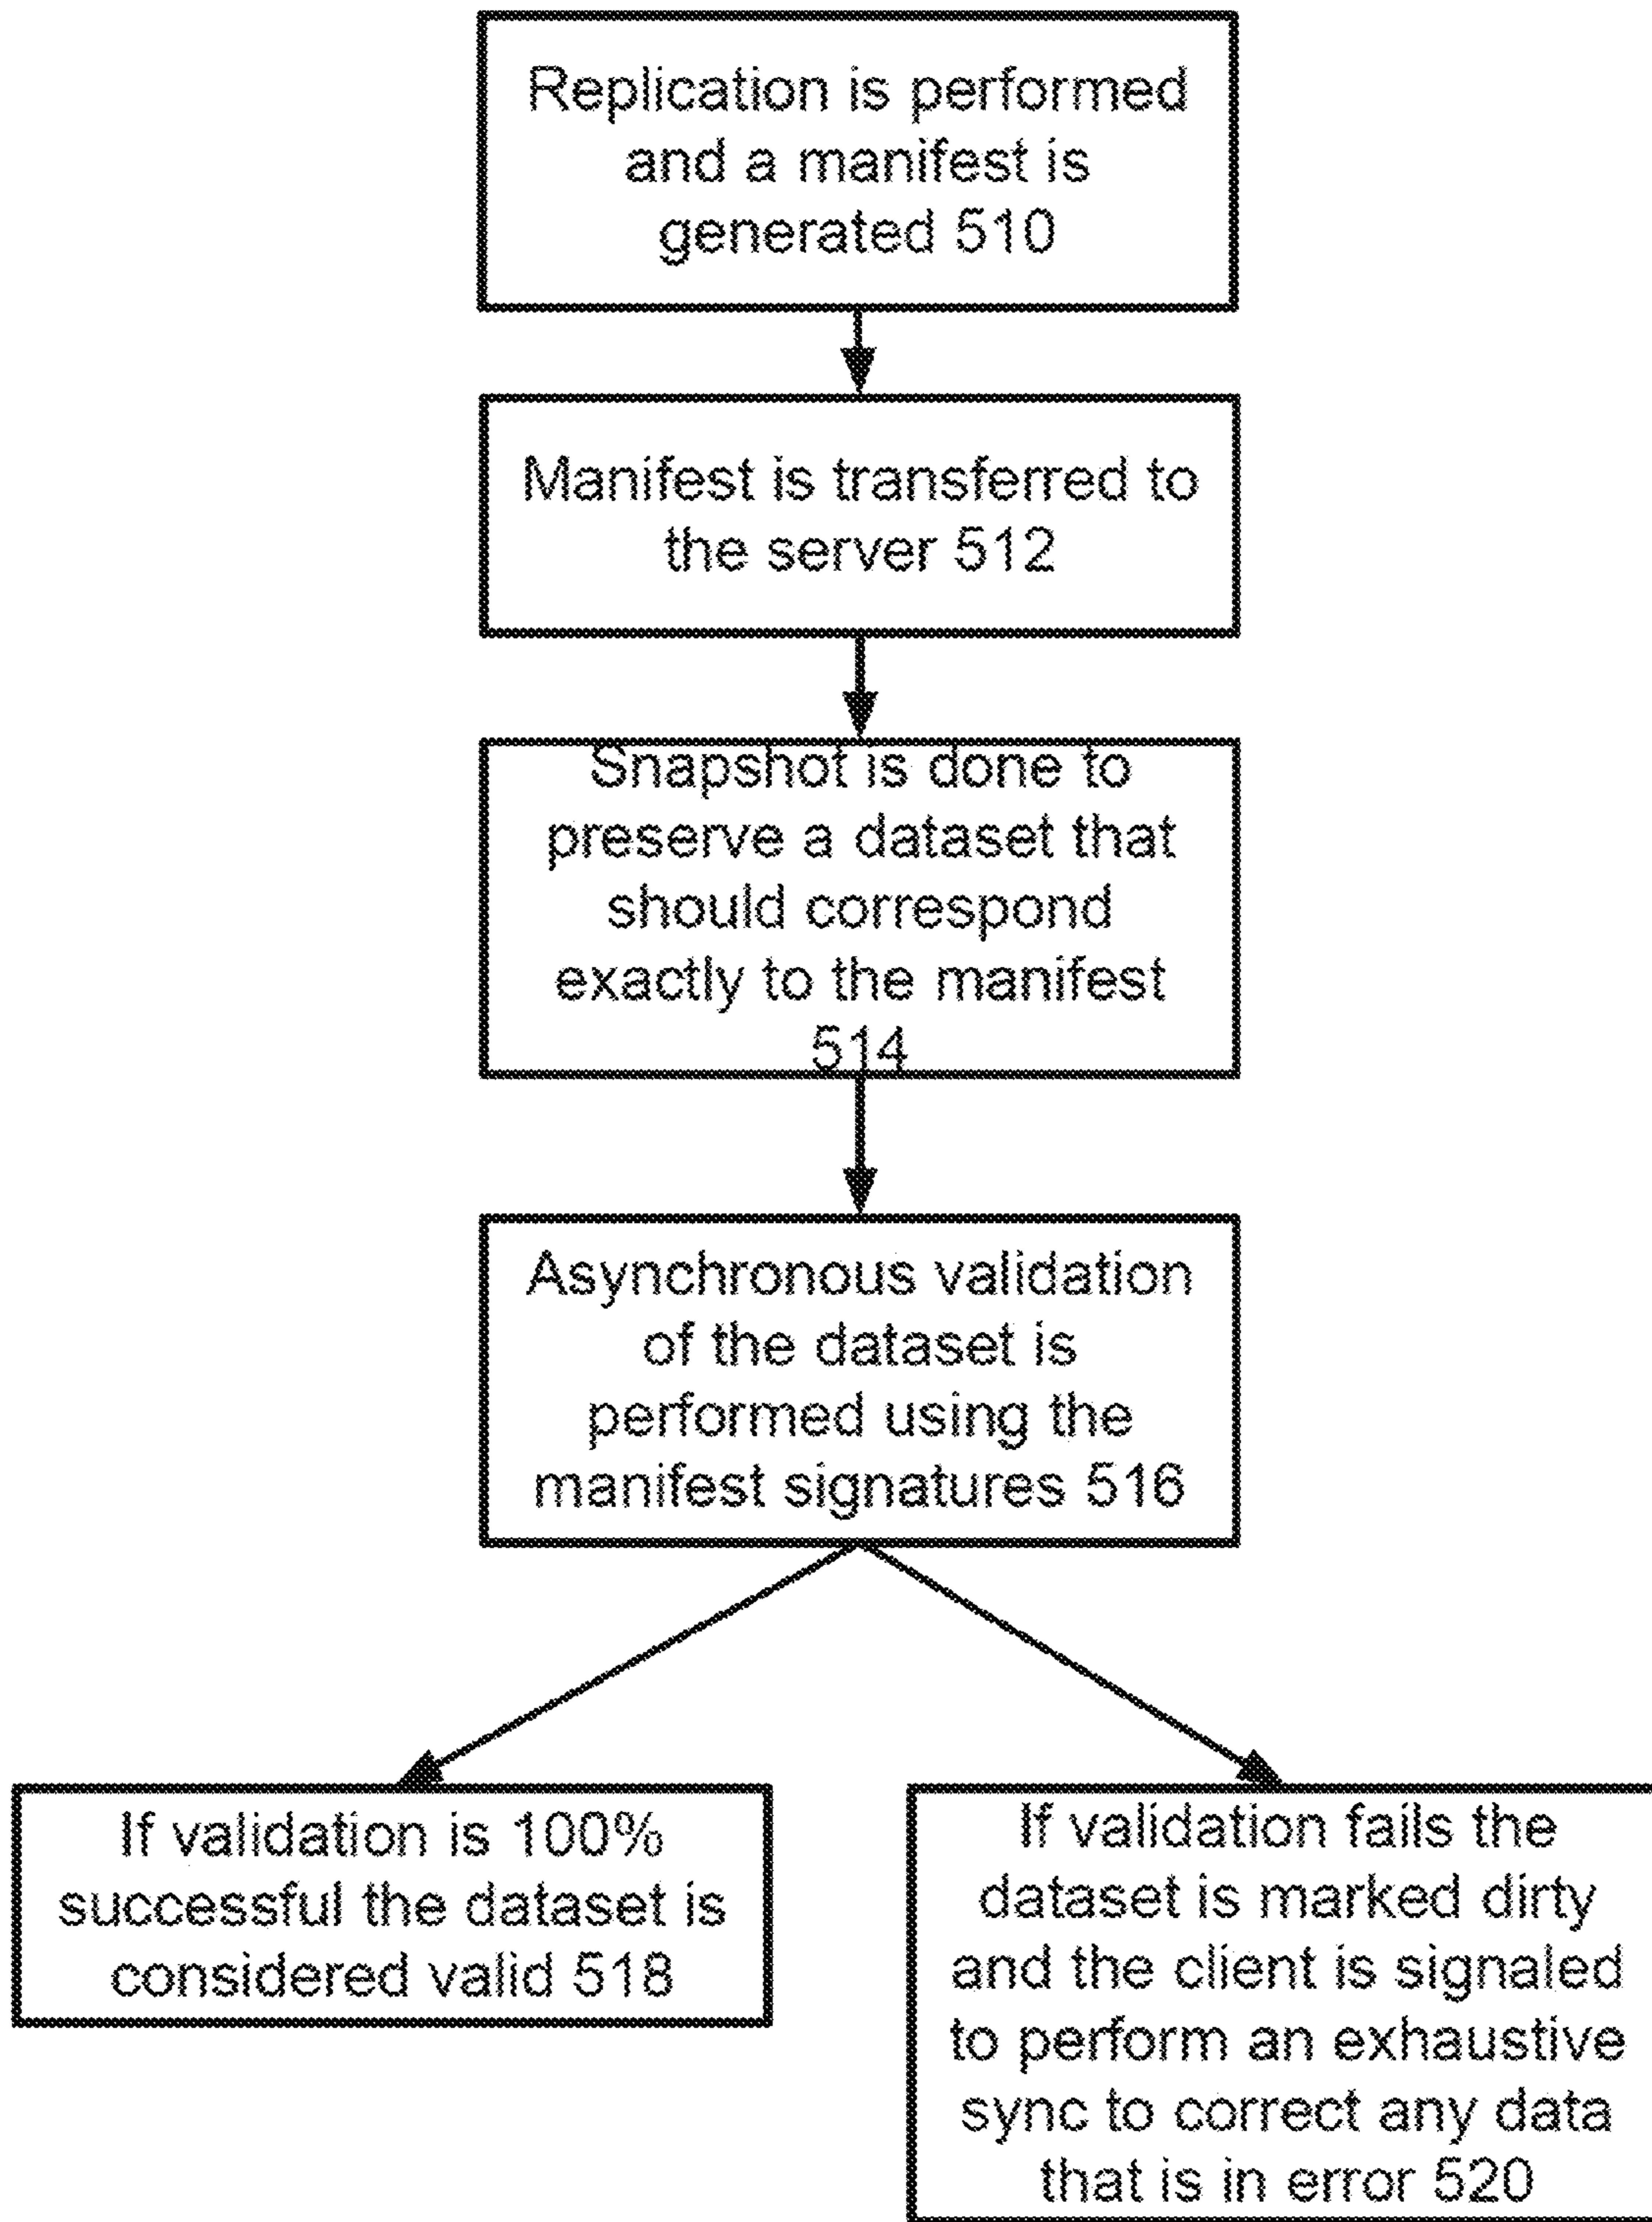 Replication is performed
and a manifest is
generated 510
Manifest is transferred to
the server 512
Snapshot is done to
preserve a dataset that
should correspond
exactly to the manifest
514
Asynchronous validation
of the dataset is
performed using the
manifest signatures 516
If validation is 100%
successful the dataset is
considered valid 518
If validation fails the
dataset is marked dirty
and the client is signaled
to perform an exhaustive
sync to correct any data
that is in error 520